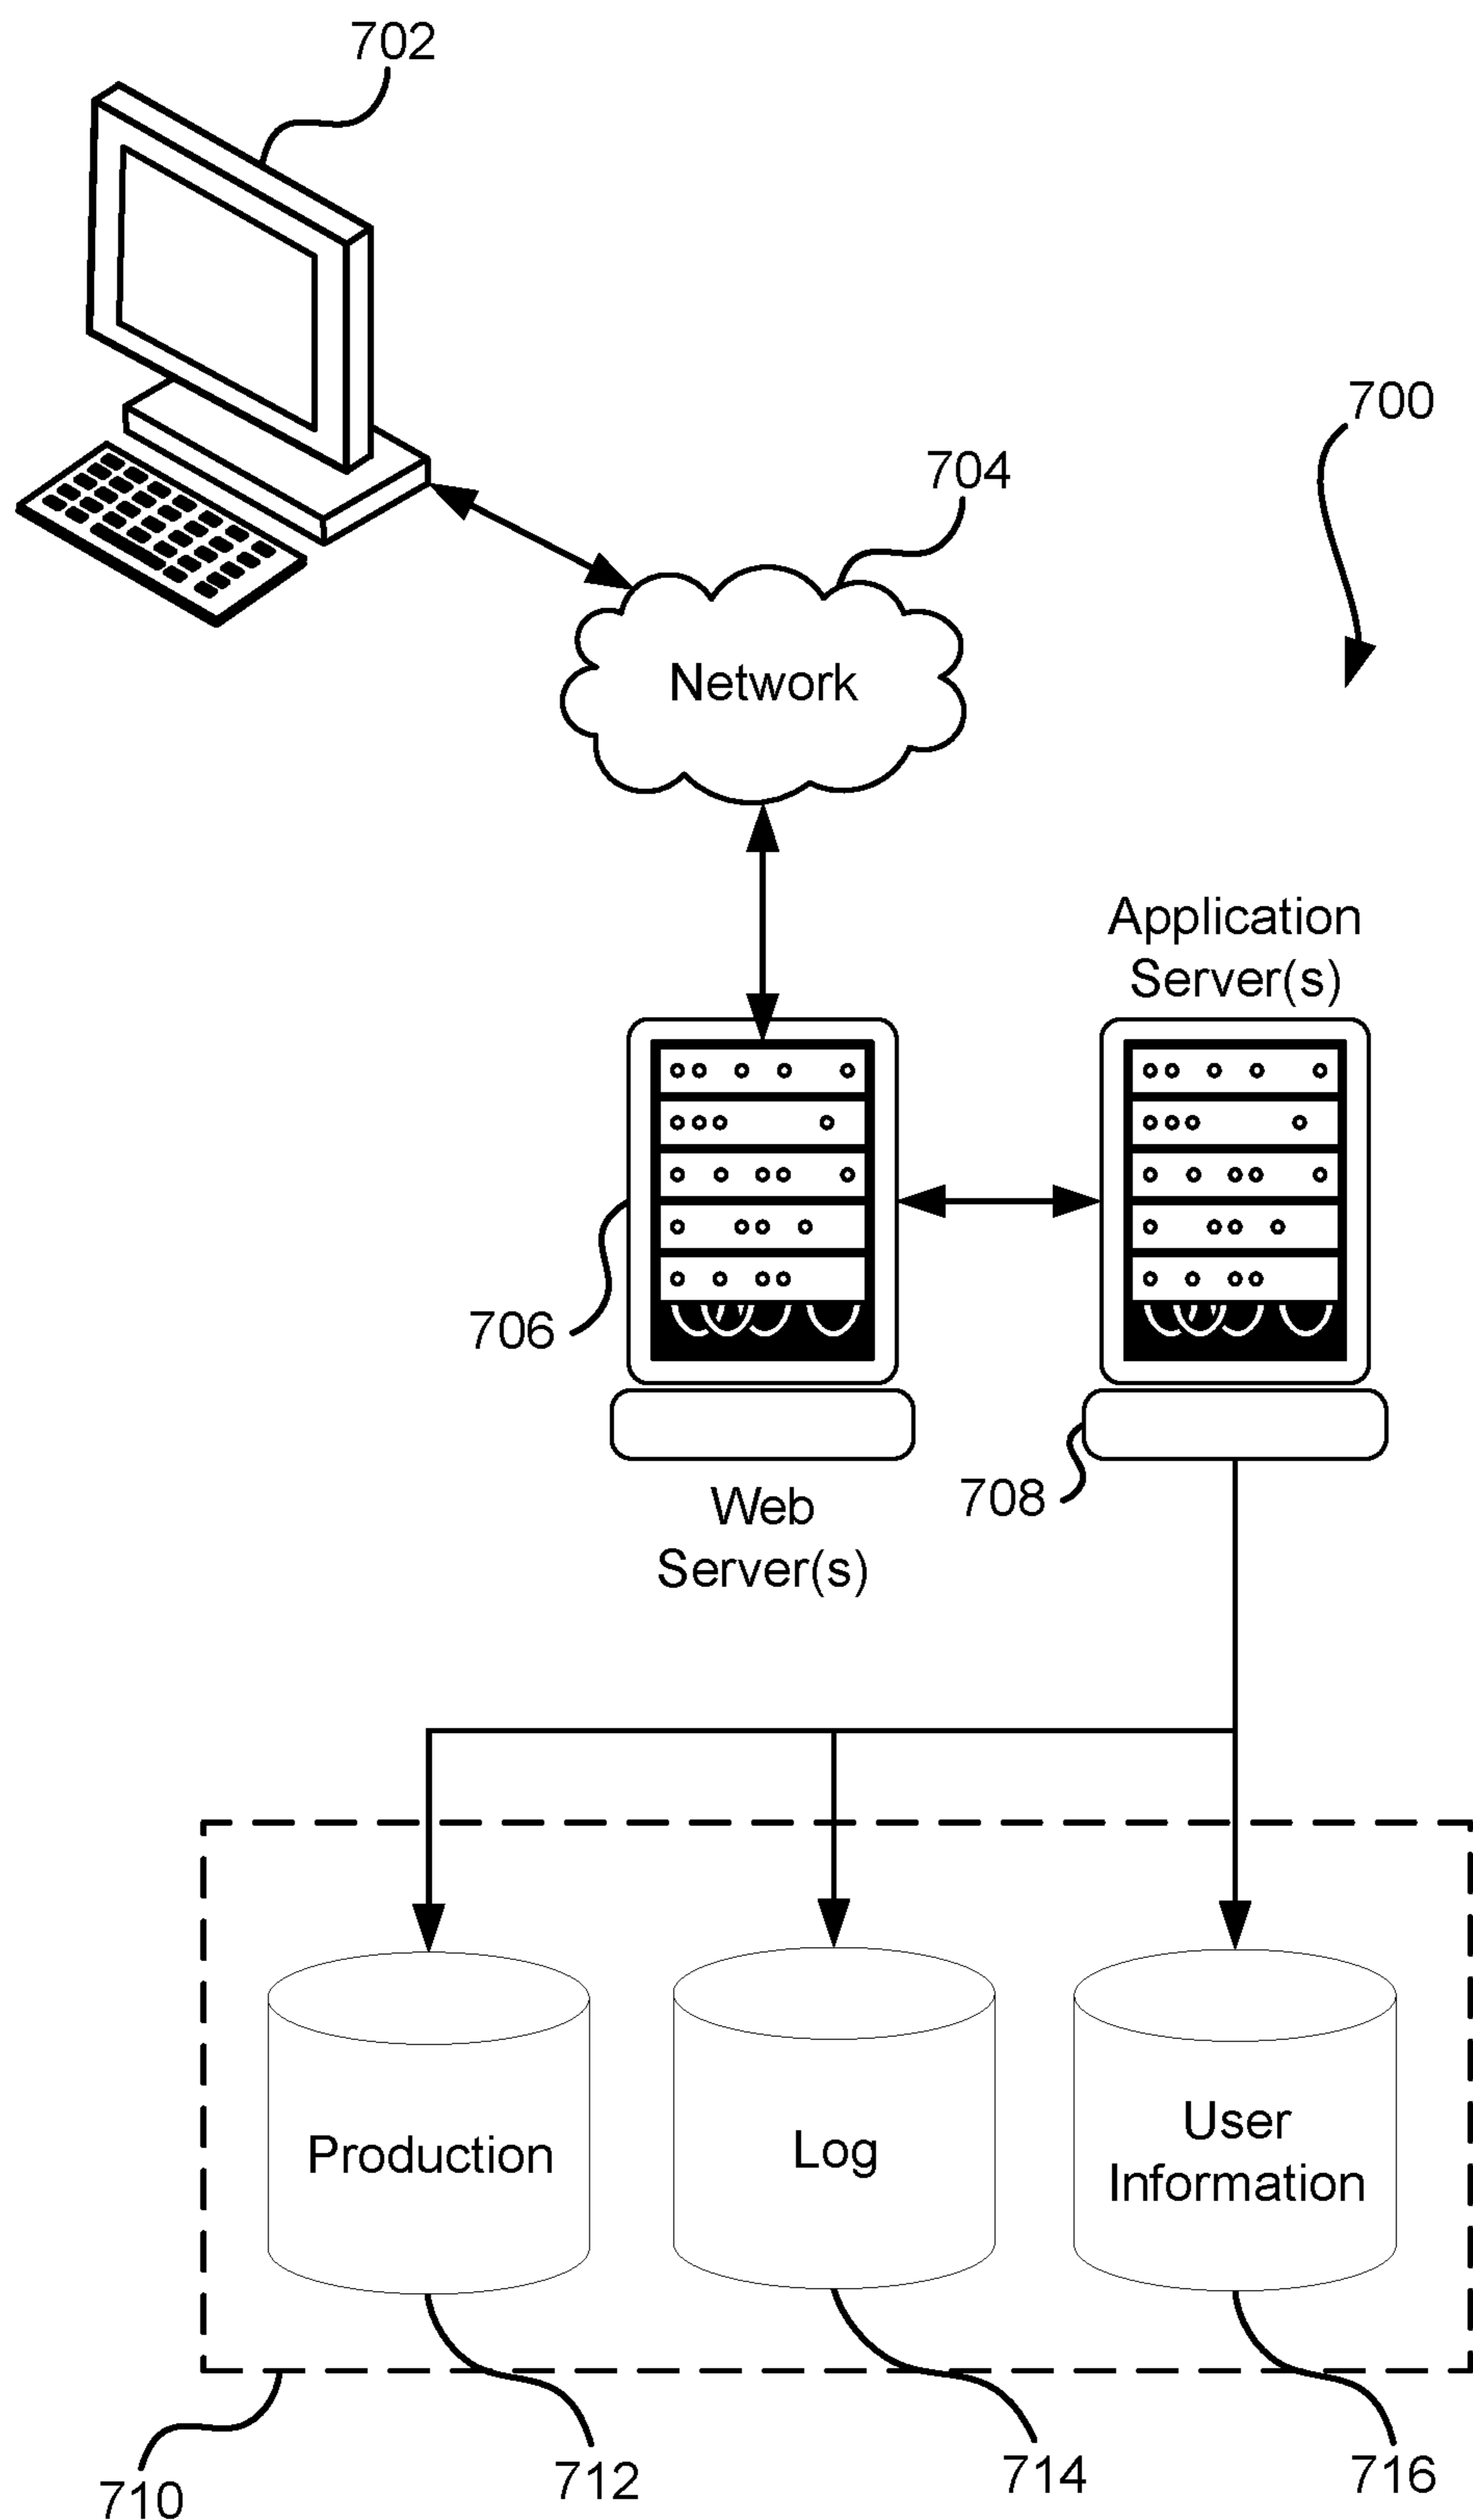 702
700
704
Network
Application
Server(s)
706
708
Web
Server(s)
Production
Log
User
Information
710
712
714
716